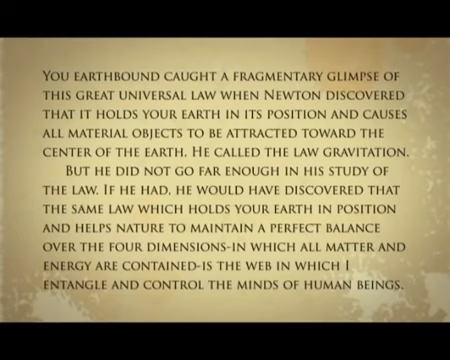 You earthbound caught a fragmentary glimpse of
this great universal law when Newton discovered
that it holds your earth in its position and causes
all material objects to be attracted toward the
center of the earth. He called the law gravitation.
But he did not go far enough in his study of
the law. If he had, he would have discovered that
the same law which holds your earth in position
and helps nature to maintain a perfect balance
over the four dimensions-in which all matter and
energy are contained-is the web in which I
entangle and control the minds of human beings.